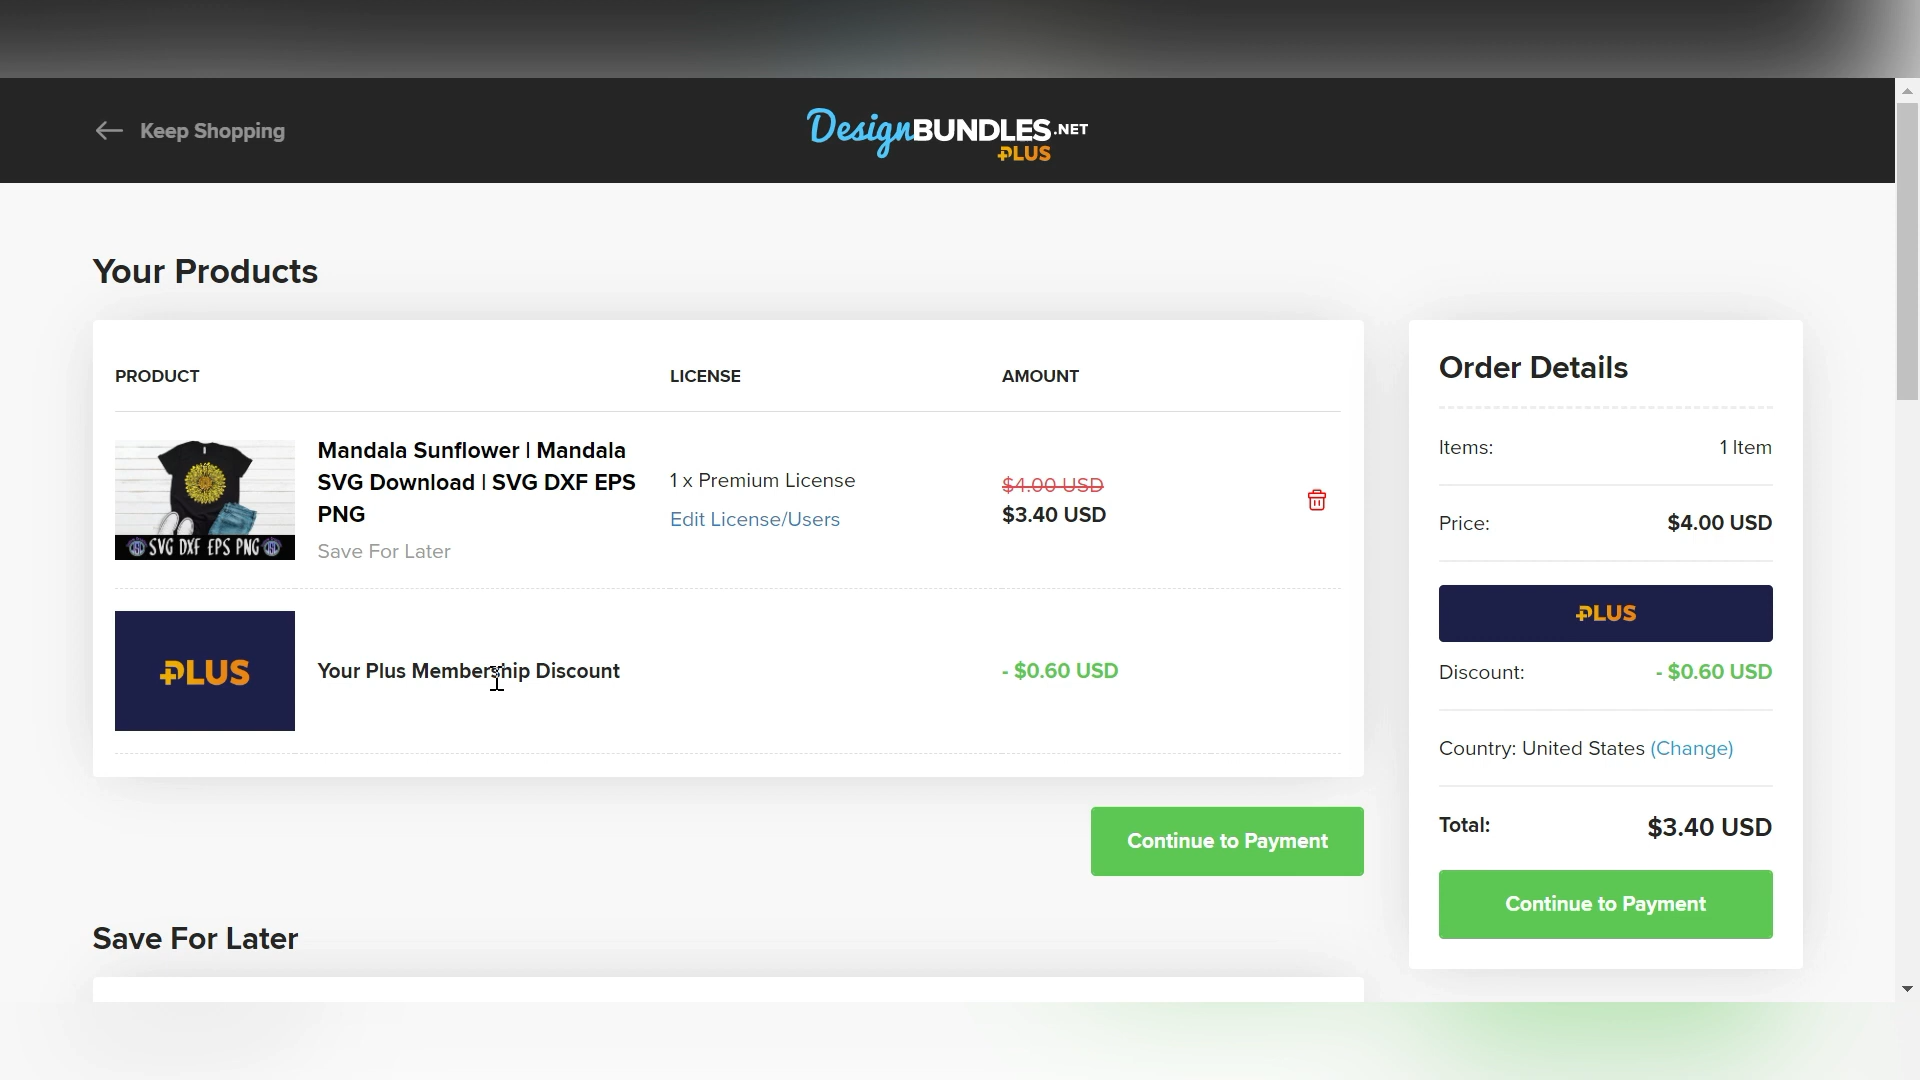 Keep Shopping
DesignBUNDLES.NET
PLUS
Your Products
PRODUCT
LICENSE
AMOUNT
Mandala Sunflower | Mandala
SVG Download | SVG DXF EPS
PNG
Save For Later
1 x Premium License
Edit License/Users
$4.00 USD
$3.40 USD
SVG DXF EPS PNG
PLUS
Your Plus Membership Discount
- $0.60 USD
Continue to Payment
Save For Later
Order Details
Items: 1 Item
Price: $4.00 USD
PLUS
Discount: - $0.60 USD
Country: United States (Change)
Total: $3.40 USD
Continue to Payment